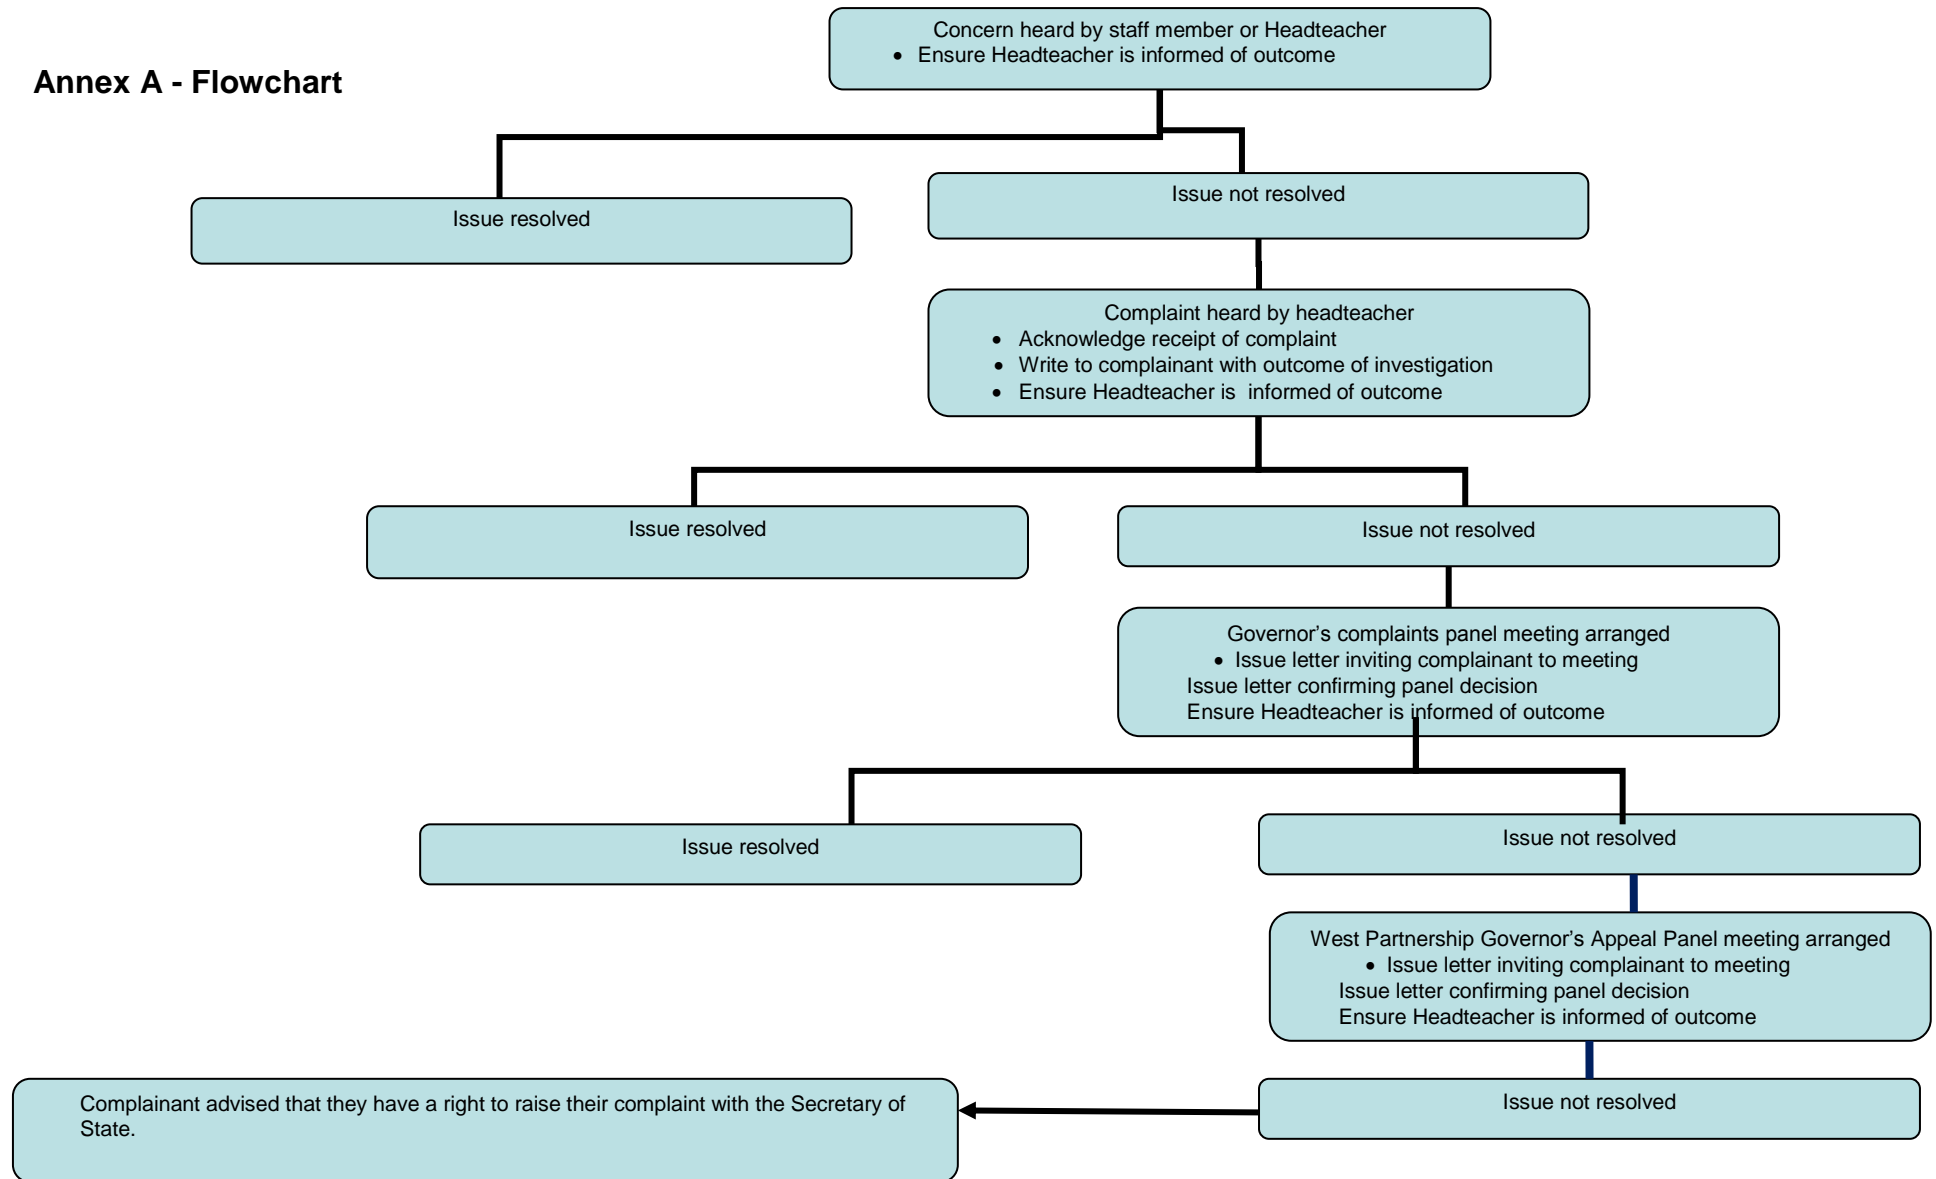 Concern heard by staff member or Headteacher
• Ensure Headteacher is informed of outcome
Annex A - Flowchart
Issue resolved
Issue not resolved
Complaint heard by headteacher
• Acknowledge receipt of complaint
• Write to complainant with outcome of investigation
• Ensure Headteacher is  informed of outcome
Issue resolved
Issue not resolved
Governor’s complaints panel meeting arranged
• Issue letter inviting complainant to meeting
Issue letter confirming panel decision
Ensure Headteacher is informed of outcome
Issue resolved
Issue not resolved
West Partnership Governor’s Appeal Panel meeting arranged
• Issue letter inviting complainant to meeting
Issue letter confirming panel decision
Ensure Headteacher is informed of outcome
Issue not resolved
Complainant advised that they have a right to raise their complaint with the Secretary of
State.